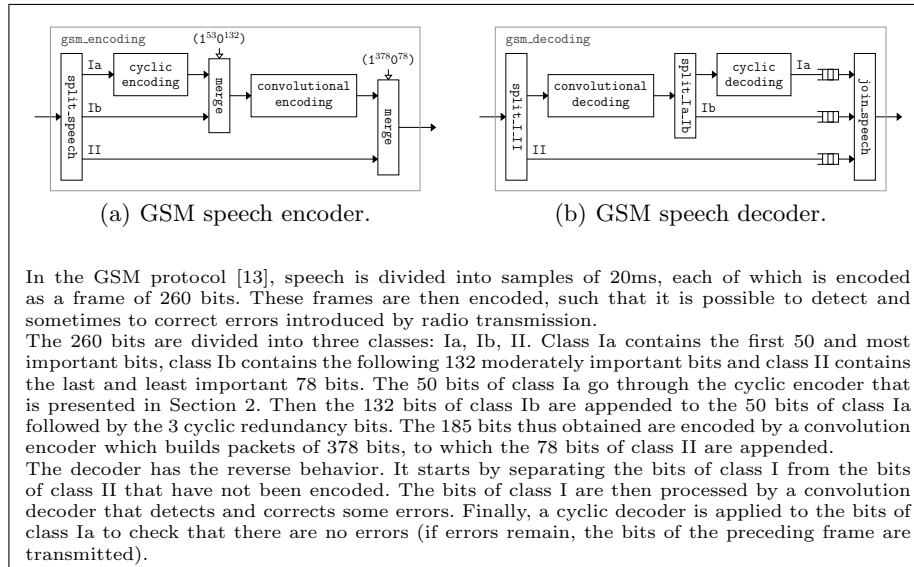 gsm_encoding
(1^53 0^132)
(1^378 0^78)
split_speech
Ia
cyclic
encoding
Ib
merge
convolutional
encoding
merge
II
(a) GSM speech encoder.
gsm_decoding
split_I_II
convolutional
decoding
split_Ia_Ib
cyclic
decoding
Ia
Ib
join_speech
II
(b) GSM speech decoder.
In the GSM protocol [13], speech is divided into samples of 20ms, each of which is encoded
as a frame of 260 bits. These frames are then encoded, such that it is possible to detect and
sometimes to correct errors introduced by radio transmission.
The 260 bits are divided into three classes: Ia, Ib, II. Class Ia contains the first 50 and most
important bits, class Ib contains the following 132 moderately important bits and class II contains
the last and least important 78 bits. The 50 bits of class Ia go through the cyclic encoder that
is presented in Section 2. Then the 132 bits of class Ib are appended to the 50 bits of class Ia
followed by the 3 cyclic redundancy bits. The 185 bits thus obtained are encoded by a convolution
encoder which builds packets of 378 bits, to which the 78 bits of class II are appended.
The decoder has the reverse behavior. It starts by separating the bits of class I from the bits
of class II that have not been encoded. The bits of class I are then processed by a convolution
decoder that detects and corrects some errors. Finally, a cyclic decoder is applied to the bits of
class Ia to check that there are no errors (if errors remain, the bits of the preceding frame are
transmitted).